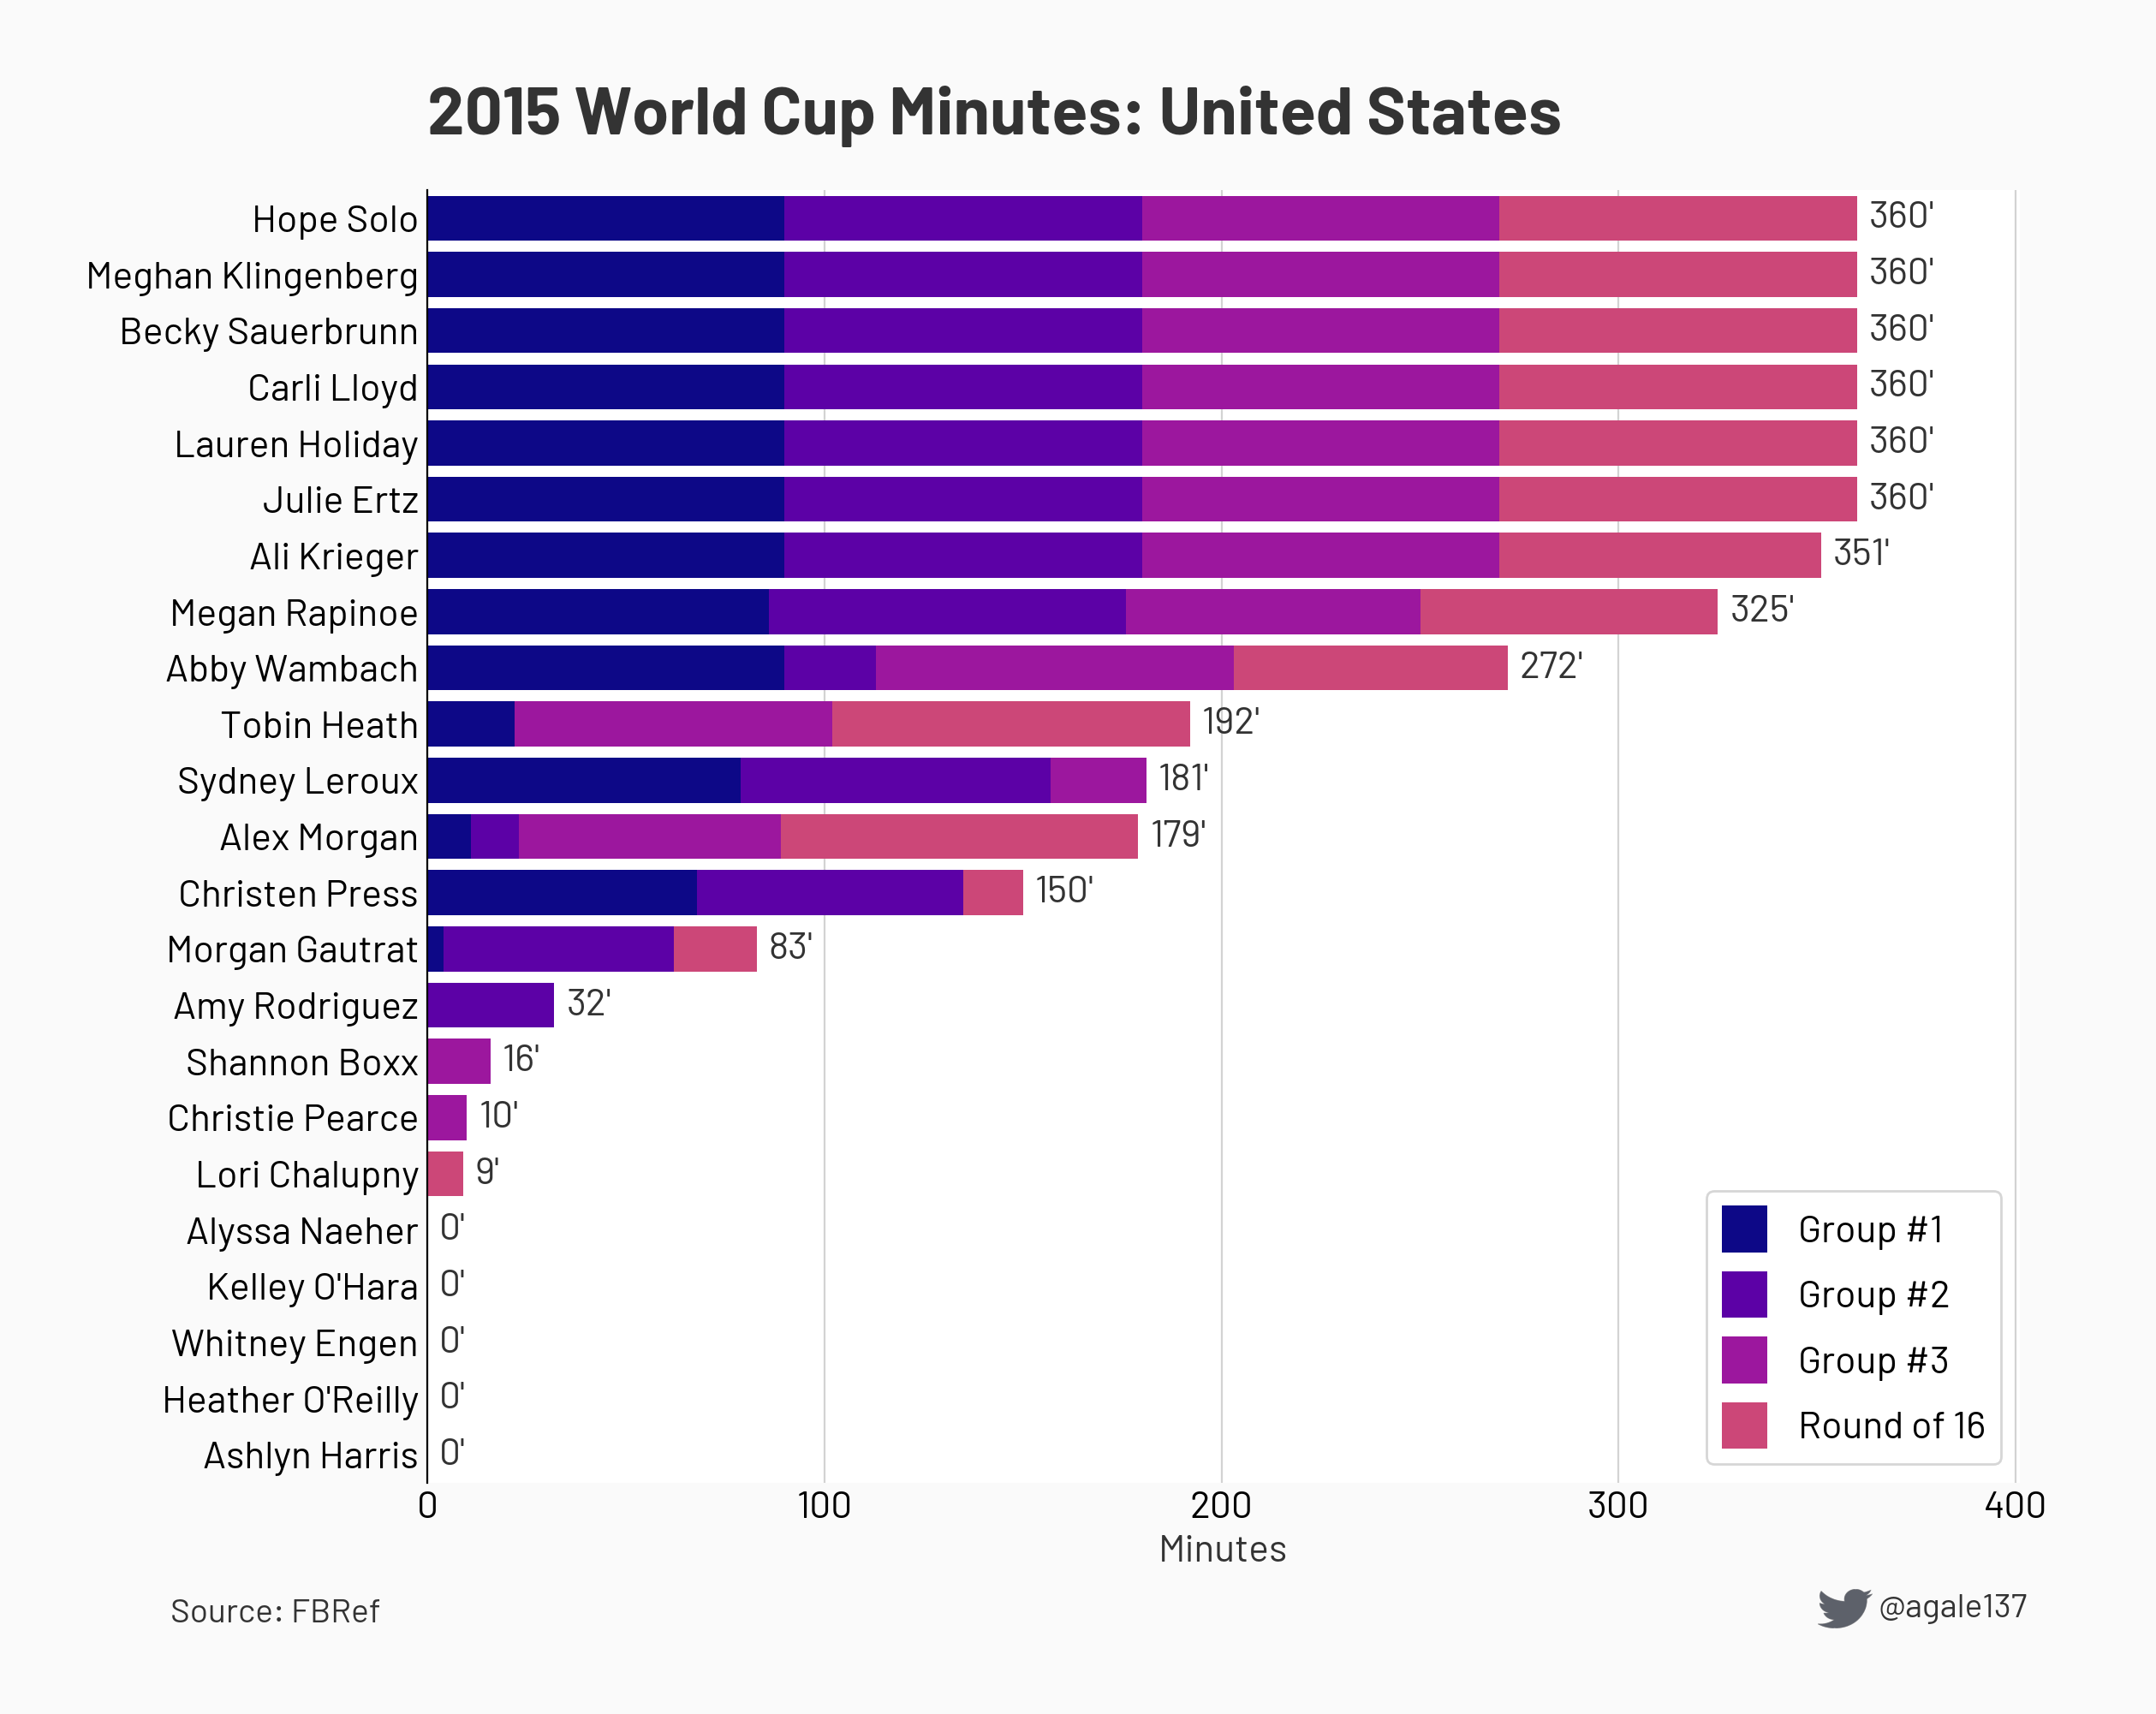 2015 World Cup Minutes: United States
Hope Solo 360'
Meghan Klingenberg 360'
Becky Sauerbrunn 360'
Carli Lloyd 360'
Lauren Holiday 360'
Julie Ertz 360'
Ali Krieger 351'
Megan Rapinoe 325'
Abby Wambach 272'
Tobin Heath 192'
Sydney Leroux 181'
Alex Morgan 179'
Christen Press 150'
Morgan Gautrat 83'
Amy Rodriguez 32'
Shannon Boxx 16'
Christie Pearce 10'
Lori Chalupny 9'
Alyssa Naeher 0'
Kelley O'Hara 0'
Whitney Engen 0'
Heather O'Reilly 0'
Ashlyn Harris 0'
Group #1
Group #2
Group #3
Round of 16
0 100 200 300 400
Minutes
Source: FBRef
@agale137